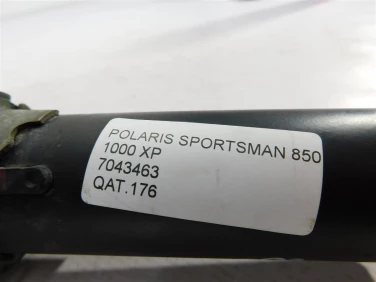 POLARIS SPORTSMAN 850
1000 XP
7043463
QAT.176